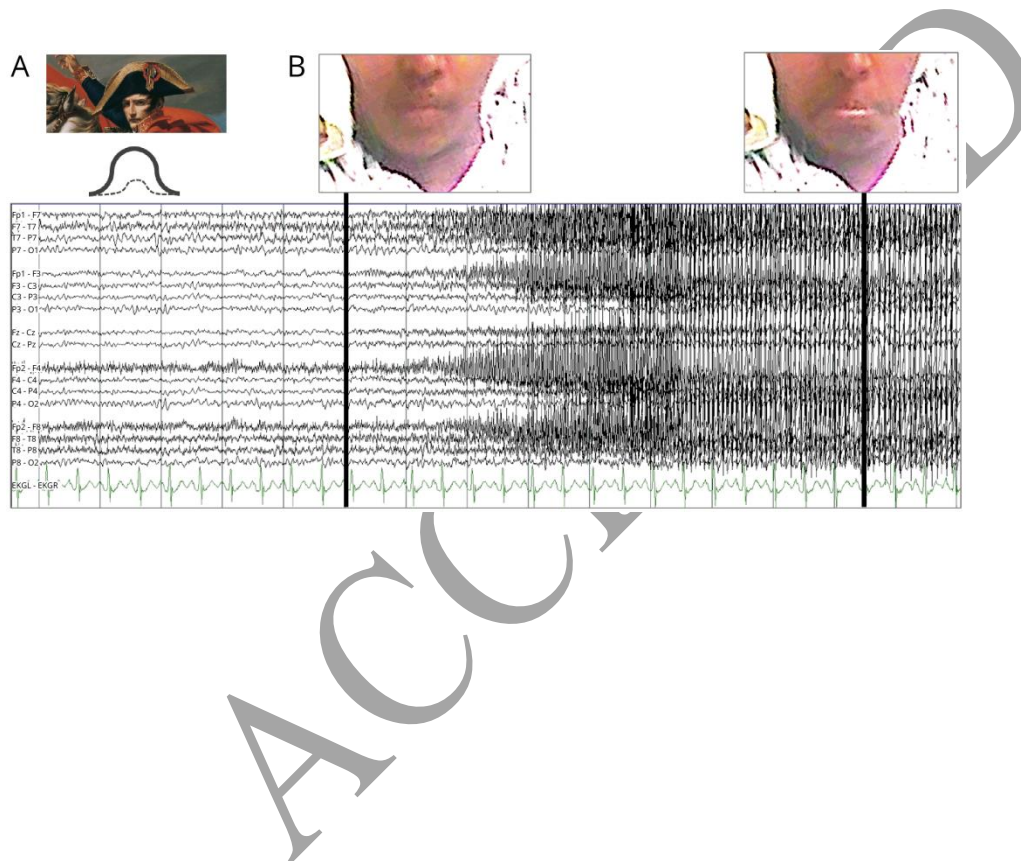 A
B
Fp1 - F7
F7 - T7
T7 - P7
P7 - O1
Fp1 - F3
F3 - C3
C3 - P3
P3 - O1
Fz - Cz
Cz - Pz
Fp2 - F4
F4 - C4
C4 - P4
P4 - O2
Fp2 - F8
F8 - T8
T8 - P8
P8 - O2
EKGL - EKGR